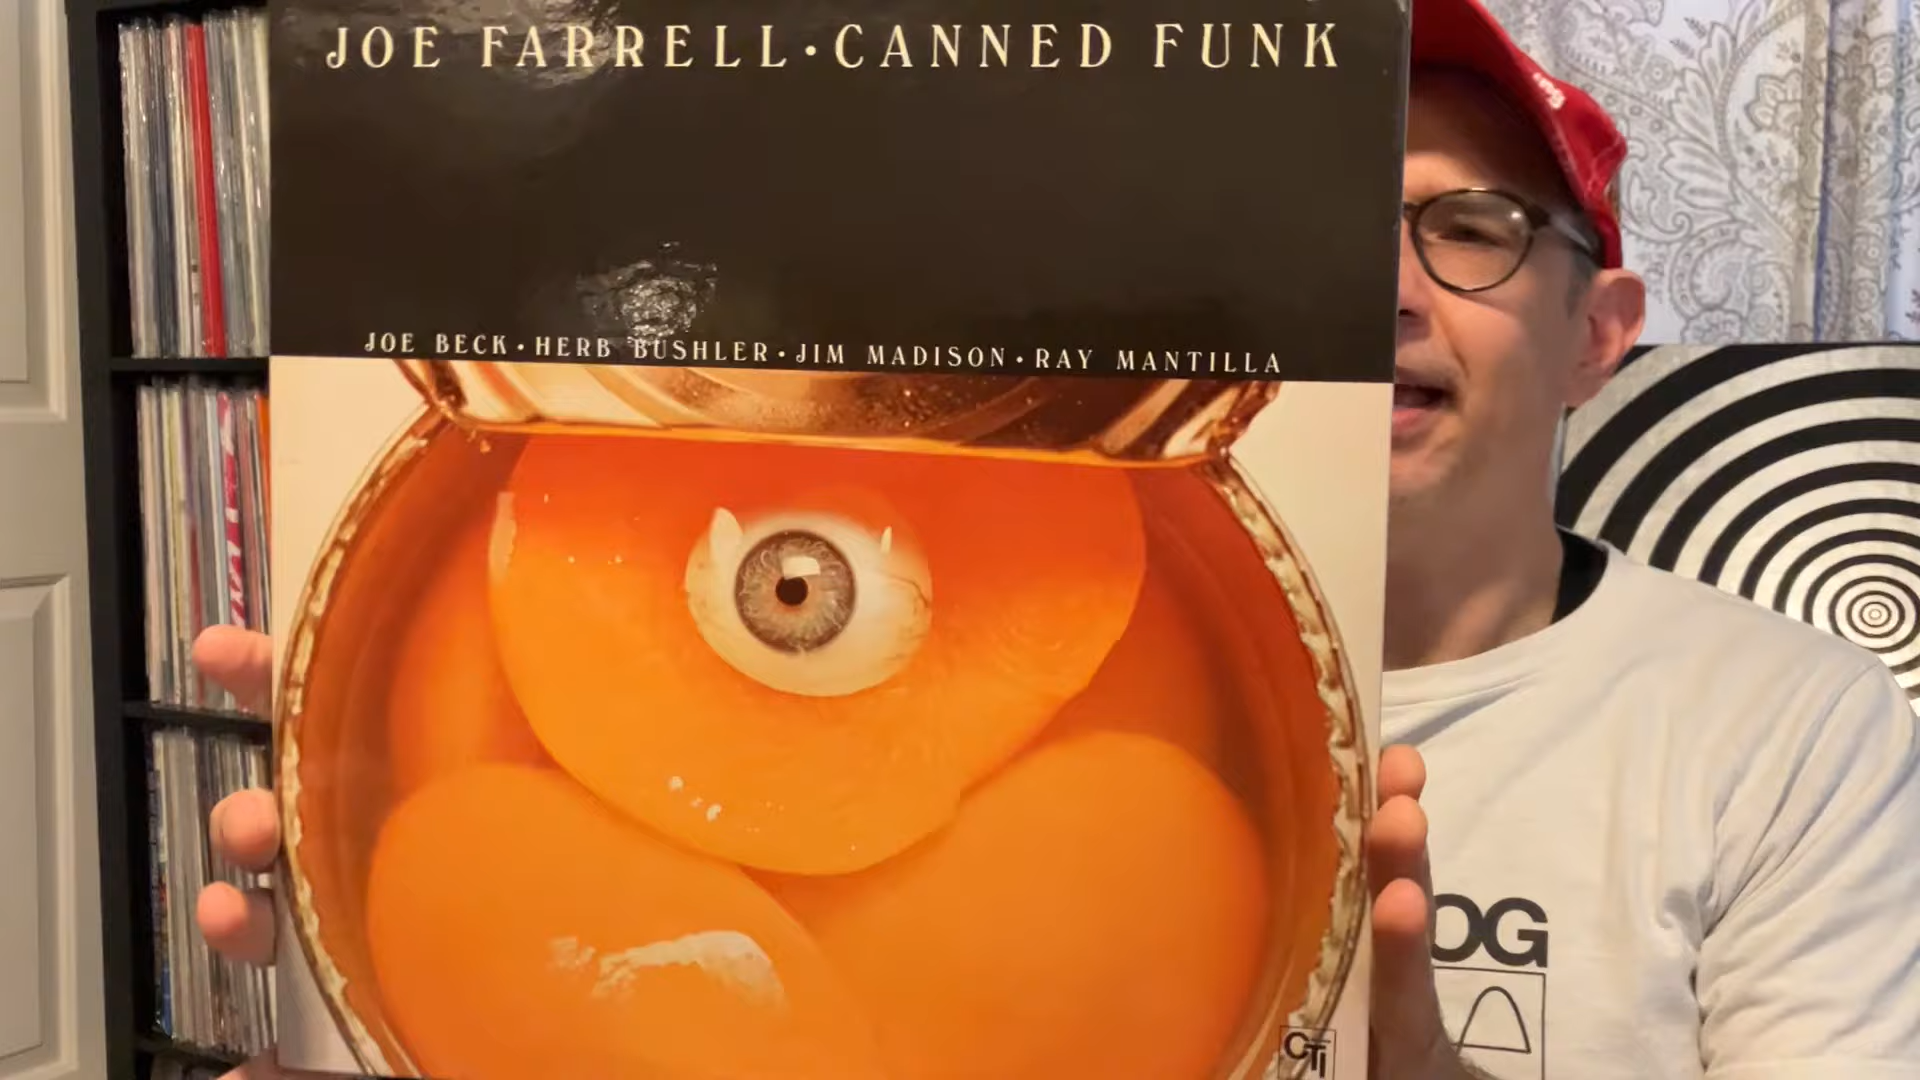 JOE FARRELL · CANNED FUNK
JOE BECK · HERB BUSHLER · JIM MADISON · RAY MANTILLA
OG
CTI